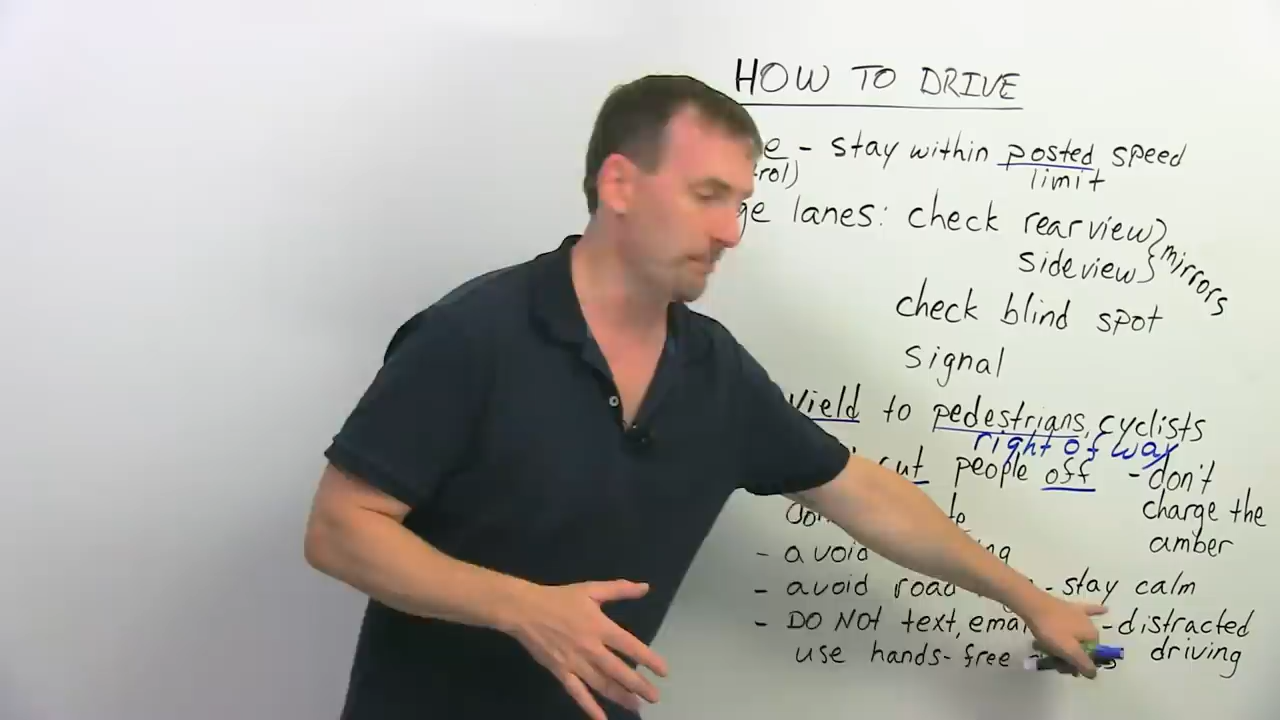 HOW TO DRIVE
- stay within posted speed
limit
lanes: check rearview
sideview } mirrors
check blind spot
signal
yield to pedestrians, cyclists
right of way
cut people off - don't
charge the
amber
- avoid
- avoid road - stay calm
- DO NOT text, - distracted
use hands-free driving